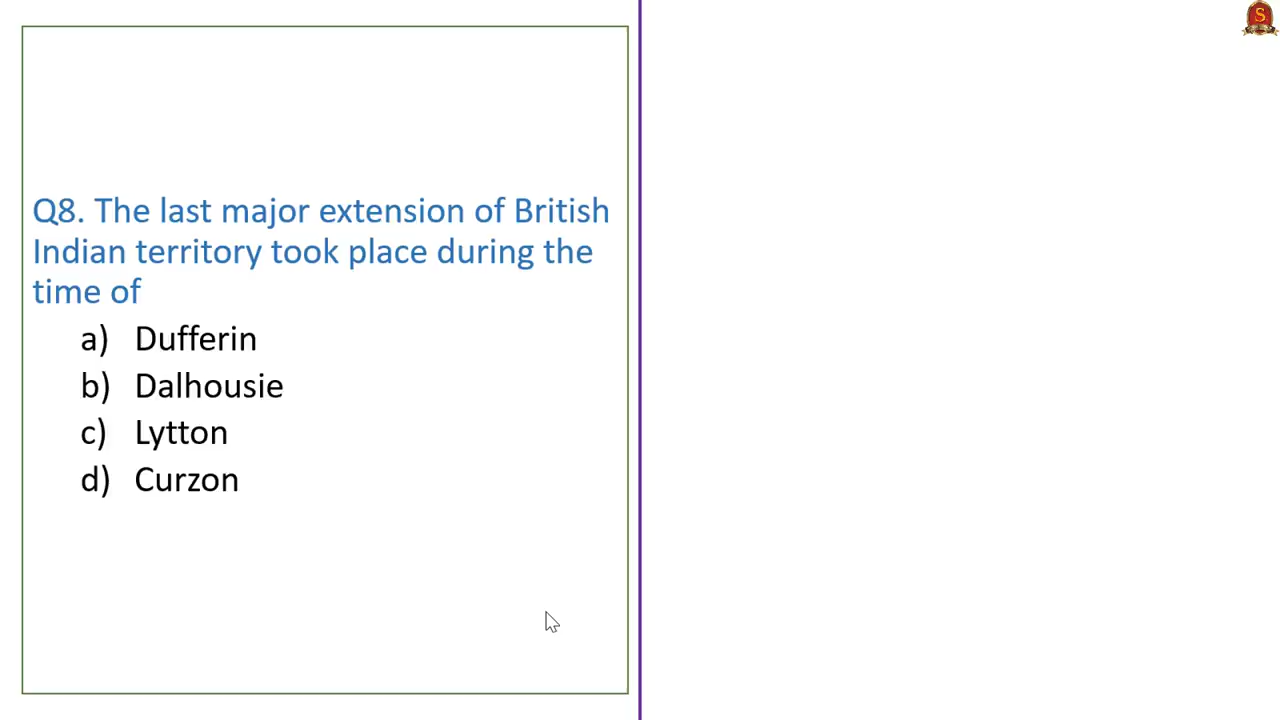 Q8. The last major extension of British
Indian territory took place during the
time of
a) Dufferin
b) Dalhousie
c) Lytton
d) Curzon
S